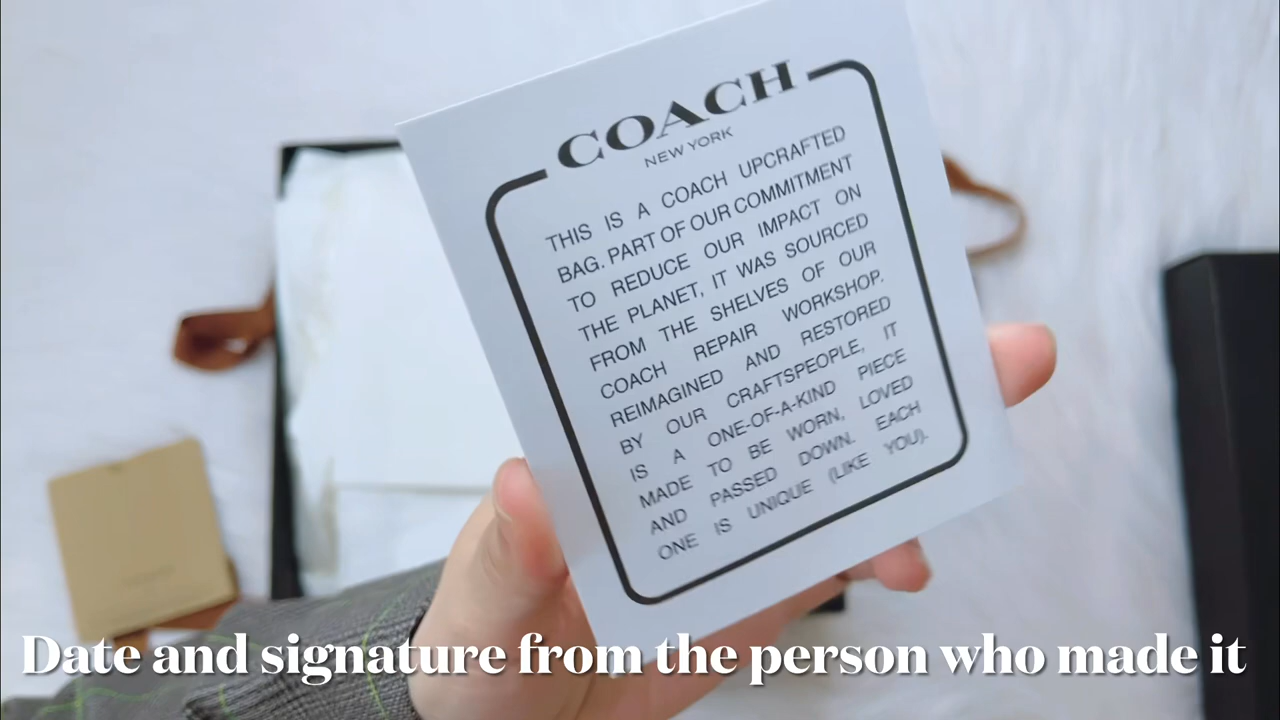 COACH
NEW YORK
THIS IS A COACH UPCRAFTED
BAG. PART OF OUR COMMITMENT
TO REDUCE OUR IMPACT ON
THE PLANET, IT WAS SOURCED
FROM THE SHELVES OF OUR
COACH REPAIR WORKSHOP.
REIMAGINED AND RESTORED
BY OUR CRAFTSPEOPLE, IT
IS A ONE-OF-A-KIND PIECE
MADE TO BE WORN, LOVED
AND PASSED DOWN. EACH
ONE IS UNIQUE (LIKE YOU).
Date and signature from the person who made it